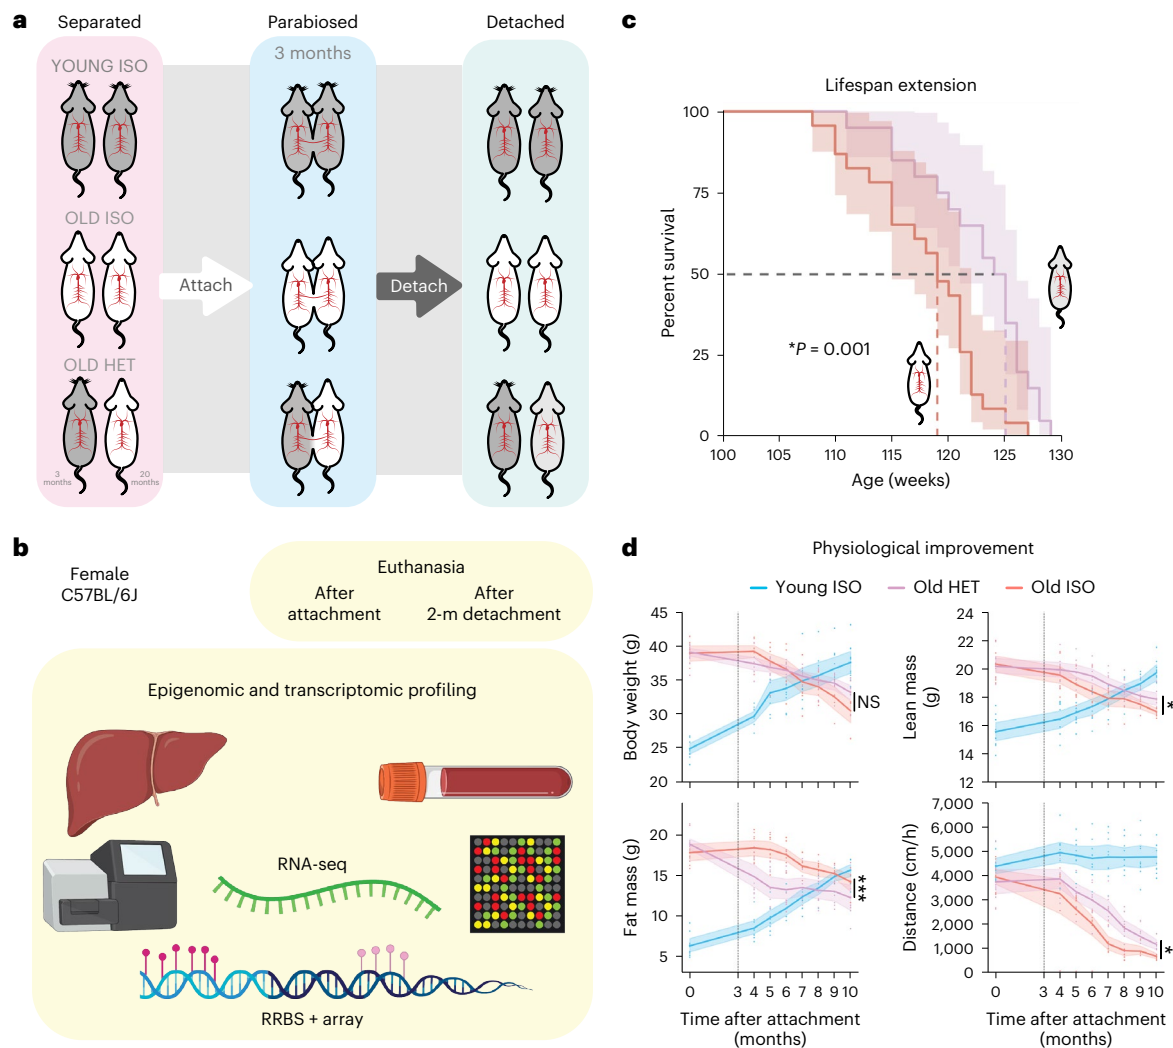 a
Separated
Parabiosed
Detached
3 months
YOUNG ISO
OLD ISO
Attach
Detach
OLD HET
3
months
20
months
b
Female
C57BL/6J
Euthanasia
After
attachment
After
2-m detachment
Epigenomic and transcriptomic profiling
RNA-seq
RRBS + array
c
Lifespan extension
Percent survival
100
75
50
25
0
*P = 0.001
100 105 110 115 120 125 130
Age (weeks)
d
Physiological improvement
Young ISO
Old HET
Old ISO
Body weight (g)
45
40
35
30
25
20
NS
Lean mass
(g)
24
22
20
18
16
14
12
*
Fat mass (g)
20
15
10
5
***
0 3 4 5 6 7 8 9 10
Time after attachment
(months)
Distance (cm/h)
7,000
6,000
5,000
4,000
3,000
2,000
1,000
0
*
0 3 4 5 6 7 8 9 10
Time after attachment
(months)